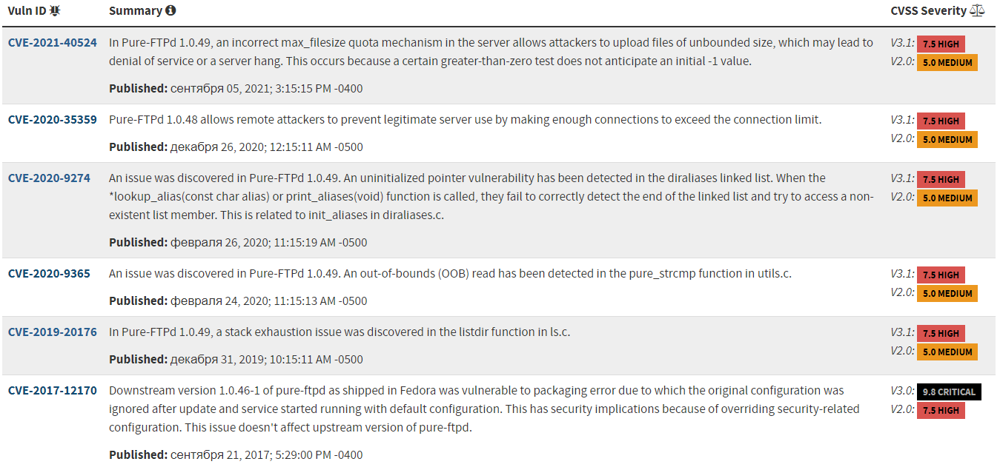 Vuln ID Summary CVSS Severity
CVE-2021-40524 In Pure-FTPd 1.0.49, an incorrect max_filesize quota mechanism in the server allows attackers to upload files of unbounded size, which may lead to V3.1: 7.5 HIGH
denial of service or a server hang. This occurs because a certain greater-than-zero test does not anticipate an initial -1 value. V2.0: 5.0 MEDIUM
Published: сентября 05, 2021; 3:15:15 PM -0400
CVE-2020-35359 Pure-FTPd 1.0.48 allows remote attackers to prevent legitimate server use by making enough connections to exceed the connection limit. V3.1: 7.5 HIGH
V2.0: 5.0 MEDIUM
Published: декабря 26, 2020; 12:15:11 AM -0500
CVE-2020-9274 An issue was discovered in Pure-FTPd 1.0.49. An uninitialized pointer vulnerability has been detected in the diraliases linked list. When the V3.1: 7.5 HIGH
*lookup_alias(const char alias) or print_aliases(void) function is called, they fail to correctly detect the end of the linked list and try to access a non- V2.0: 5.0 MEDIUM
existent list member. This is related to init_aliases in diraliases.c.
Published: февраля 26, 2020; 11:15:19 AM -0500
CVE-2020-9365 An issue was discovered in Pure-FTPd 1.0.49. An out-of-bounds (OOB) read has been detected in the pure_strcmp function in utils.c. V3.1: 7.5 HIGH
V2.0: 5.0 MEDIUM
Published: февраля 24, 2020; 11:15:13 AM -0500
CVE-2019-20176 In Pure-FTPd 1.0.49, a stack exhaustion issue was discovered in the listdir function in ls.c. V3.1: 7.5 HIGH
V2.0: 5.0 MEDIUM
Published: декабря 31, 2019; 10:15:11 AM -0500
CVE-2017-12170 Downstream version 1.0.46-1 of pure-ftpd as shipped in Fedora was vulnerable to packaging error due to which the original configuration was V3.0: 9.8 CRITICAL
ignored after update and service started running with default configuration. This has security implications because of overriding security-related V2.0: 7.5 HIGH
configuration. This issue doesn't affect upstream version of pure-ftpd.
Published: сентября 21, 2017; 5:29:00 PM -0400